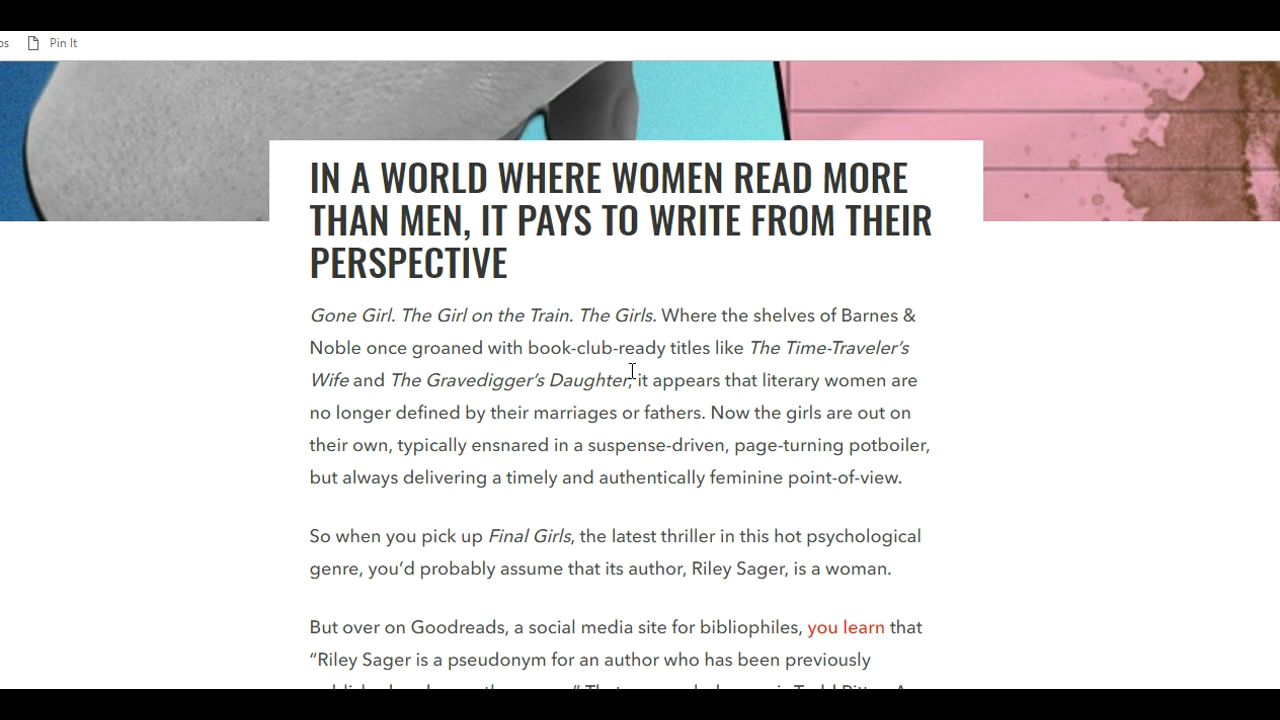 Pin It
IN A WORLD WHERE WOMEN READ MORE
THAN MEN, IT PAYS TO WRITE FROM THEIR
PERSPECTIVE
Gone Girl. The Girl on the Train. The Girls. Where the shelves of Barnes &
Noble once groaned with book-club-ready titles like The Time-Traveler’s
Wife and The Gravedigger’s Daughter, it appears that literary women are
no longer defined by their marriages or fathers. Now the girls are out on
their own, typically ensnared in a suspense-driven, page-turning potboiler,
but always delivering a timely and authentically feminine point-of-view.
So when you pick up Final Girls, the latest thriller in this hot psychological
genre, you’d probably assume that its author, Riley Sager, is a woman.
But over on Goodreads, a social media site for bibliophiles, you learn that
“Riley Sager is a pseudonym for an author who has been previously